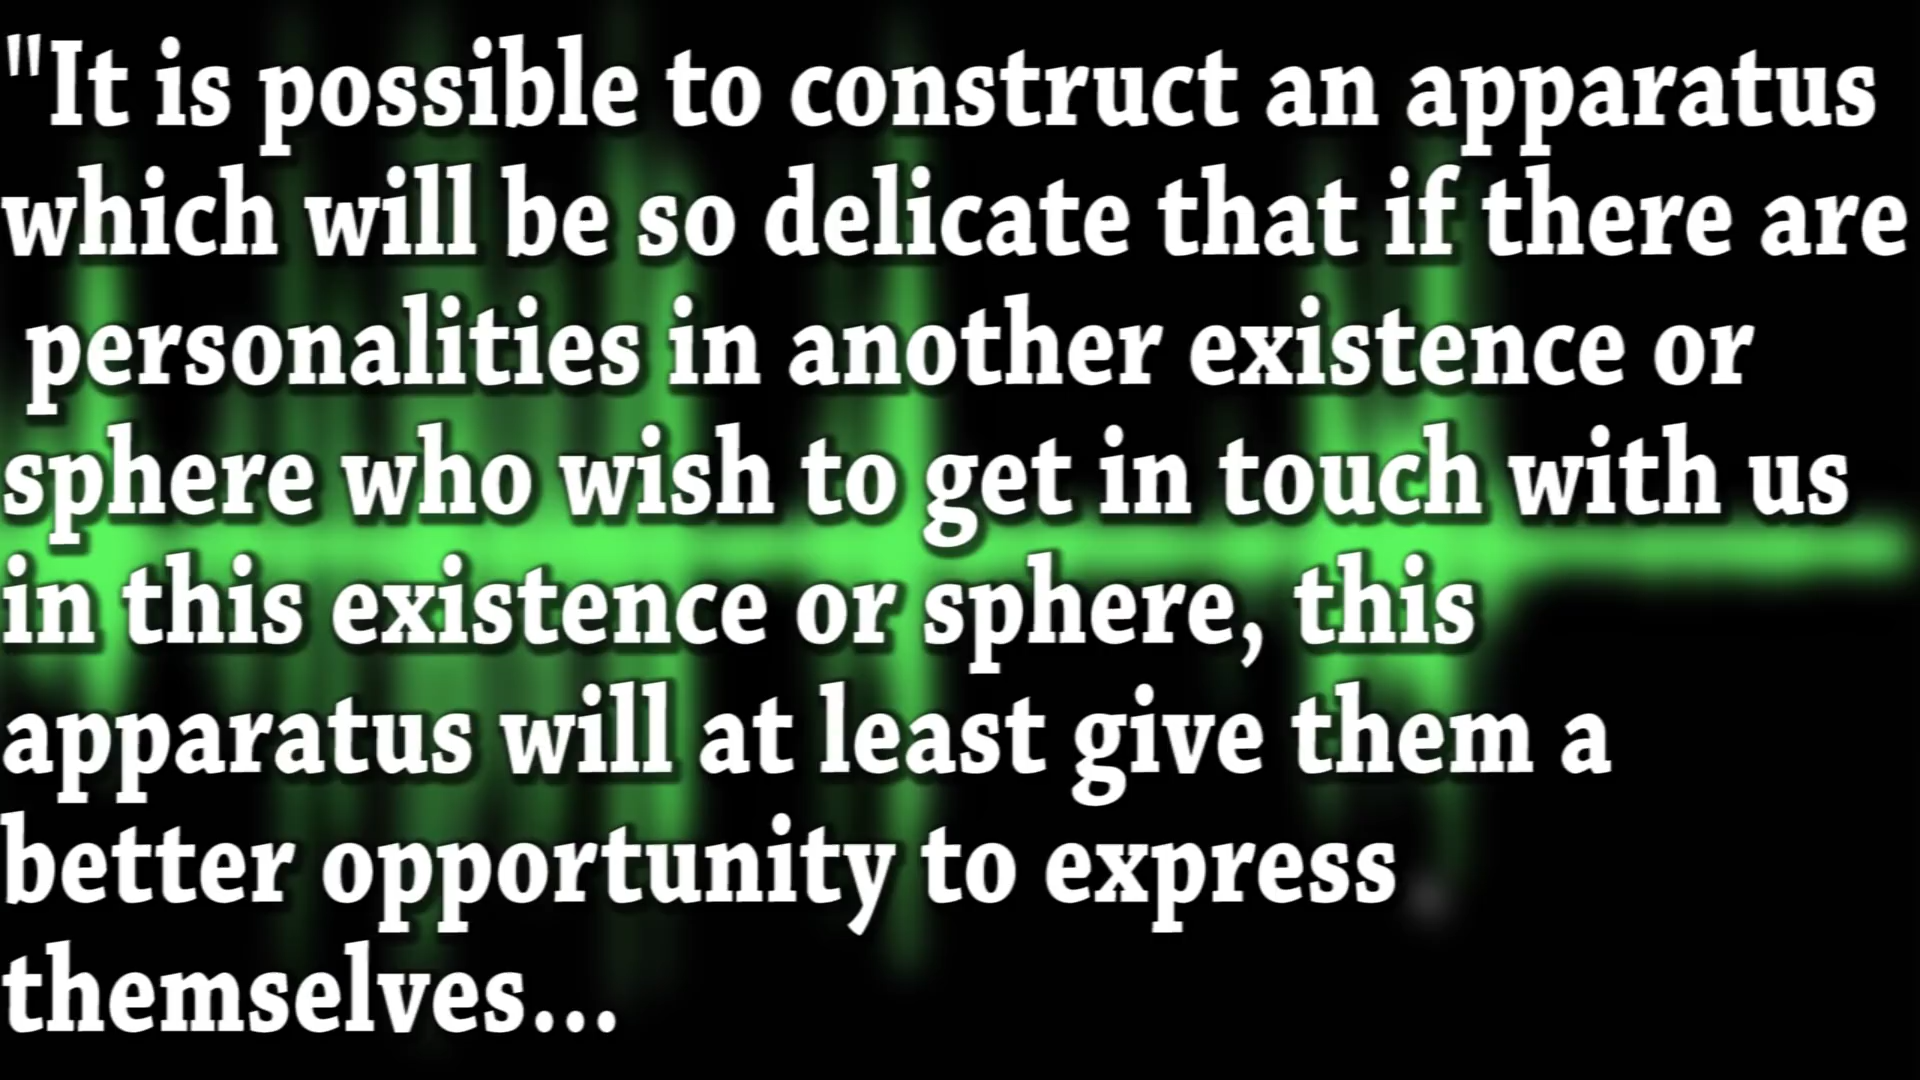 "It is possible to construct an apparatus
which will be so delicate that if there are
personalities in another existence or
sphere who wish to get in touch with us
in this existence or sphere, this
apparatus will at least give them a
better opportunity to express
themselves...